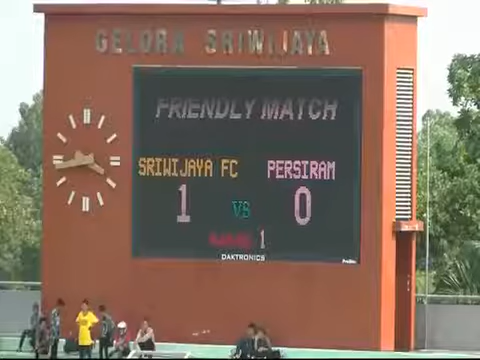 GELORA SRIWIJAYA
FRIENDLY MATCH
SRIWIJAYA FC PERSIRAM
1 VS 0
1
DAKTRONICS